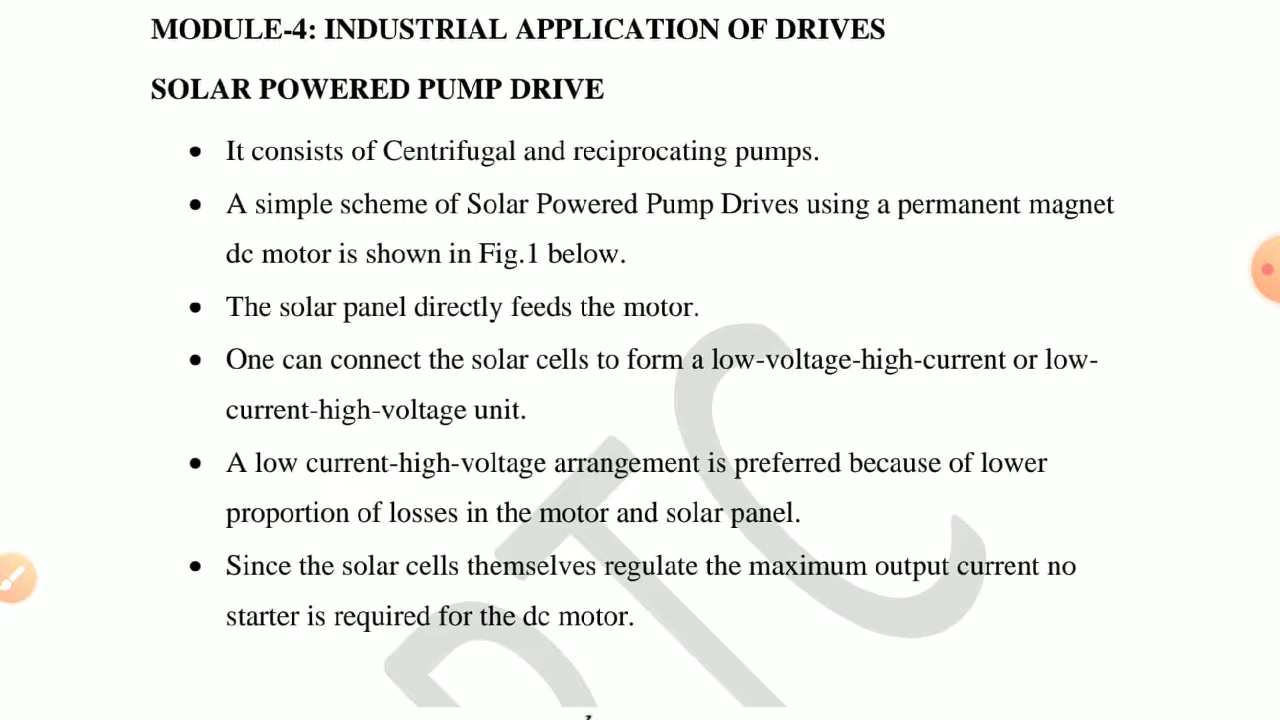 MODULE-4: INDUSTRIAL APPLICATION OF DRIVES
SOLAR POWERED PUMP DRIVE
• It consists of Centrifugal and reciprocating pumps.
• A simple scheme of Solar Powered Pump Drives using a permanent magnet
dc motor is shown in Fig.1 below.
• The solar panel directly feeds the motor.
• One can connect the solar cells to form a low-voltage-high-current or low-
current-high-voltage unit.
• A low current-high-voltage arrangement is preferred because of lower
proportion of losses in the motor and solar panel.
• Since the solar cells themselves regulate the maximum output current no
starter is required for the dc motor.
PTC